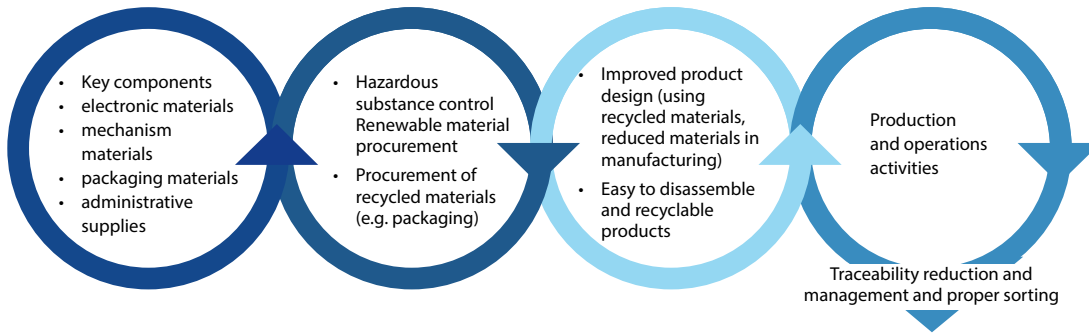 • Key components
• electronic materials
• mechanism
materials
• packaging materials
• administrative
supplies
• Hazardous
substance control
Renewable material
procurement
• Procurement of
recycled materials
(e.g. packaging)
• Improved product
design (using
recycled materials,
reduced materials in
manufacturing)
• Easy to disassemble
and recyclable
products
Production
and operations
activities
Traceability reduction and
management and proper sorting